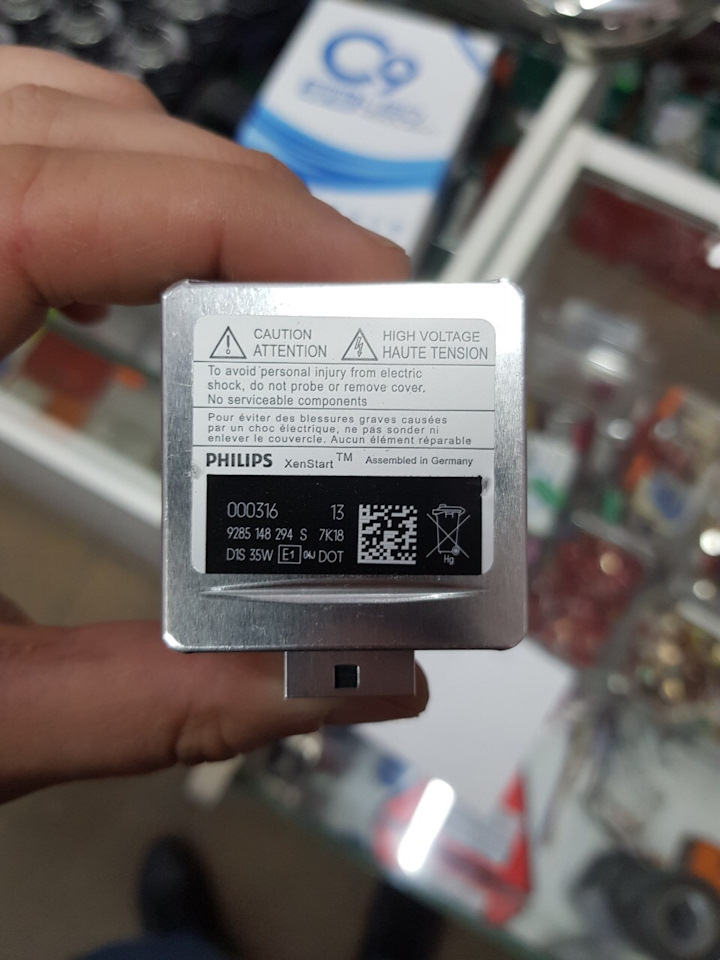 C9
CAUTION
ATTENTION
HIGH VOLTAGE
HAUTE TENSION
To avoid personal injury from electric
shock, do not probe or remove cover.
No serviceable components
Pour éviter des blessures graves causées
par un choc électrique, ne pas sonder ni
enlever le couvercle. Aucun élément réparable
PHILIPS XenStart™ Assembled in Germany
000316 13
9285 148 294 S 7K18
D1S 35W E1 DOT
Hg